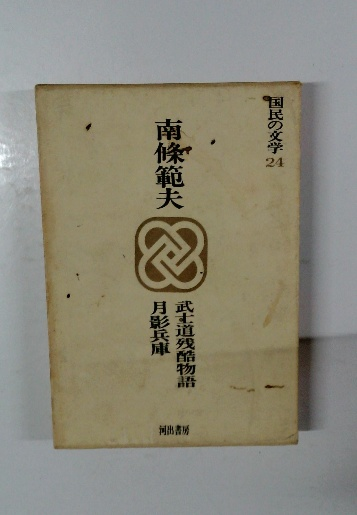 国民の文学
24
南條範夫
武士道残酷物語
月影兵庫
河出書房